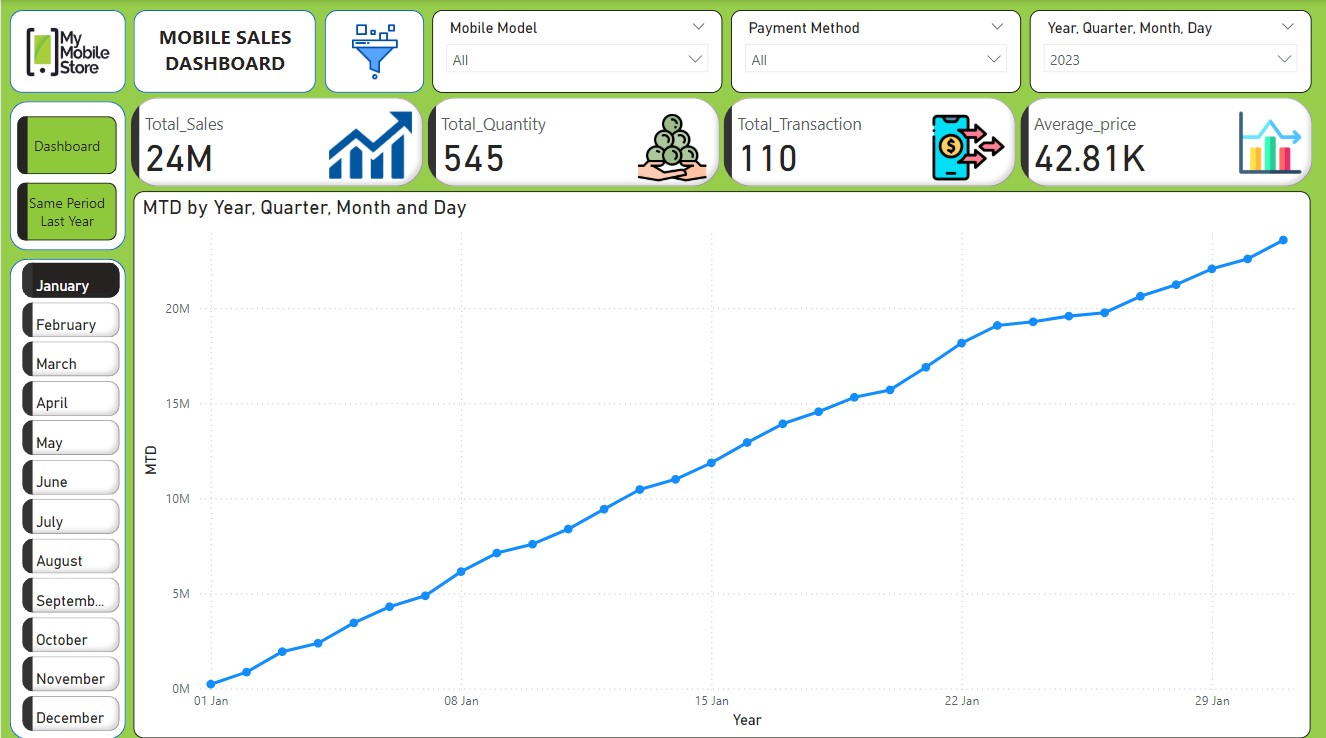 My
Mobile
Store
MOBILE SALES
DASHBOARD
Mobile Model
All
Payment Method
All
Year, Quarter, Month, Day
2023
Dashboard
Same Period
Last Year
Total_Sales
24M
Total_Quantity
545
Total_Transaction
110
$
Average_price
42.81K
January
February
March
April
May
June
July
August
Septemb...
October
November
December
MTD by Year, Quarter, Month and Day
MTD
20M
15M
10M
5M
0M
01 Jan
08 Jan
15 Jan
22 Jan
29 Jan
Year